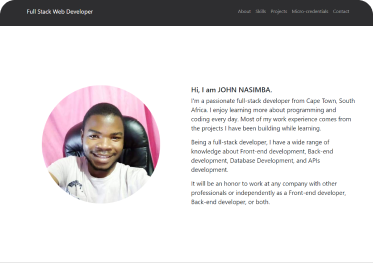 Full Stack Web Developer
About Skills Projects Micro-credentials Contact
Hi, I am JOHN NASIMBA.
I'm a passionate full-stack developer from Cape Town, South
Africa. I enjoy learning more about programming and
coding every day. Most of my work experience comes from
the projects I have been building while learning.
Being a full-stack developer, I have a wide range of
knowledge about Front-end development, Back-end
development, Database Development, and APIs
development.
It will be an honor to work at any company with other
professionals or independently as a Front-end developer,
Back-end developer, or both.